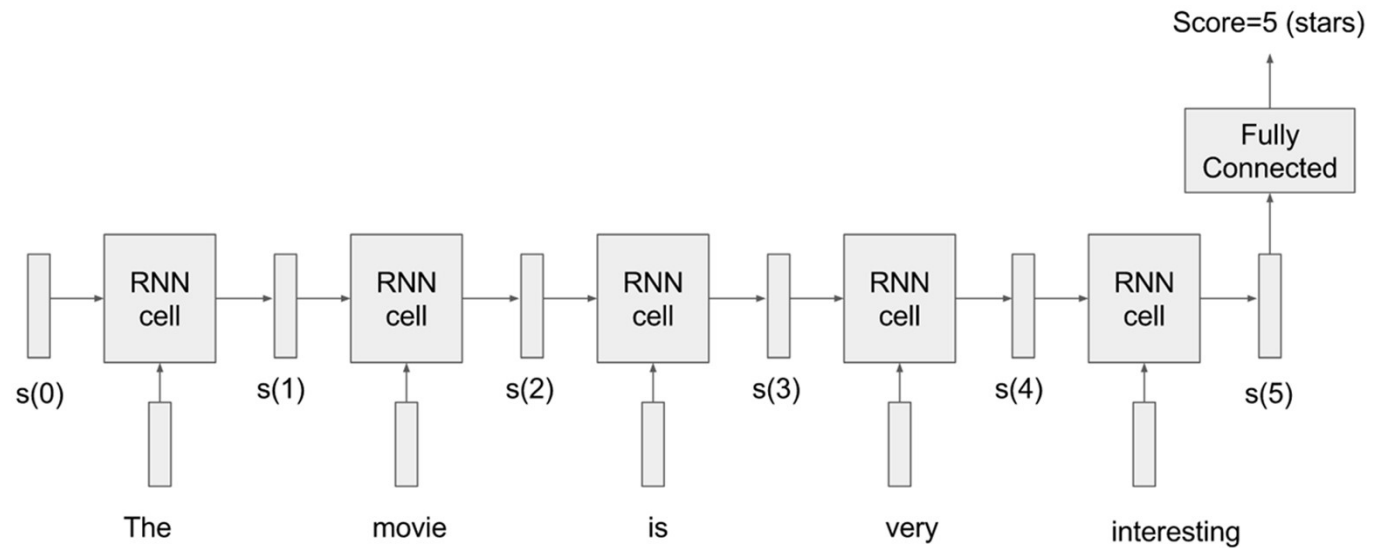 Score=5 (stars)
Fully
Connected
RNN
cell
RNN
cell
RNN
cell
RNN
cell
RNN
cell
s(0)
s(1)
s(2)
s(3)
s(4)
s(5)
The
movie
is
very
interesting